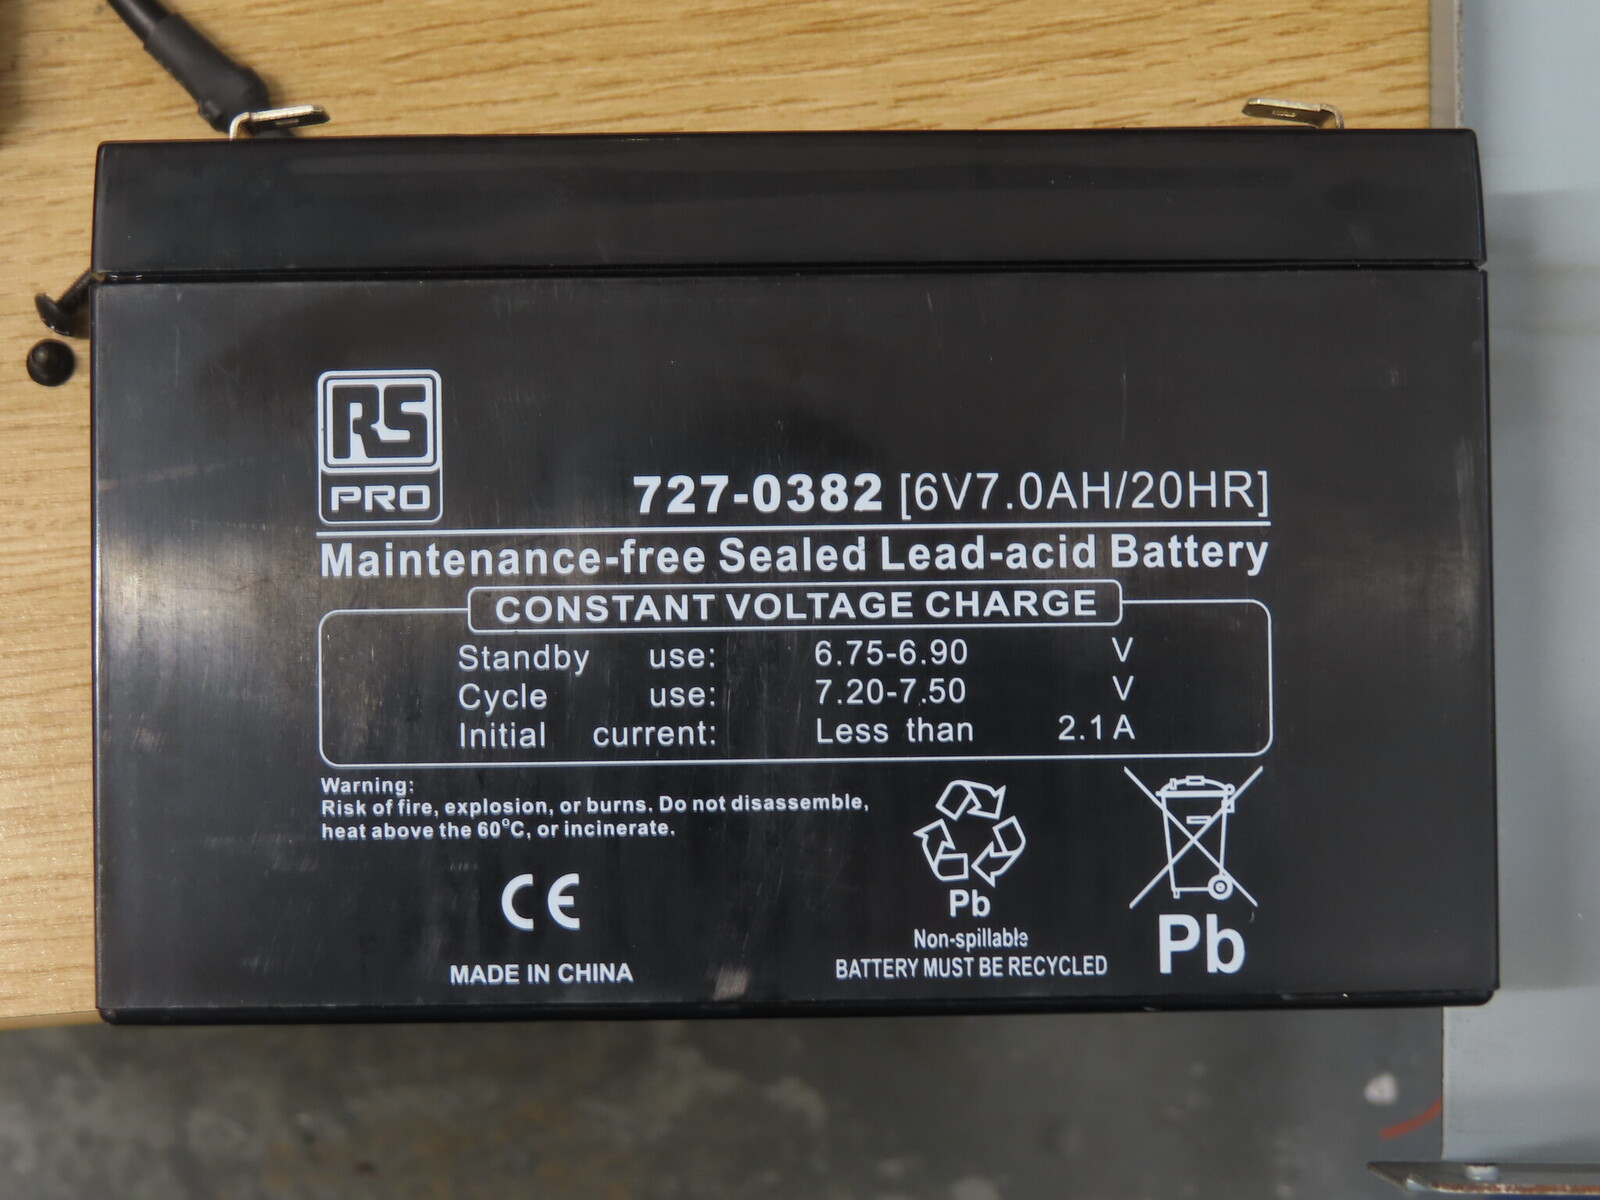 RS
PRO
727-0382 [6V7.0AH/20HR]
Maintenance-free Sealed Lead-acid Battery
CONSTANT VOLTAGE CHARGE
Standby use: 6.75-6.90 V
Cycle use: 7.20-7.50 V
Initial current: Less than 2.1A
Warning:
Risk of fire, explosion, or burns. Do not disassemble,
heat above the 60°C, or incinerate.
CE
MADE IN CHINA
Pb
Non-spillable
BATTERY MUST BE RECYCLED
Pb